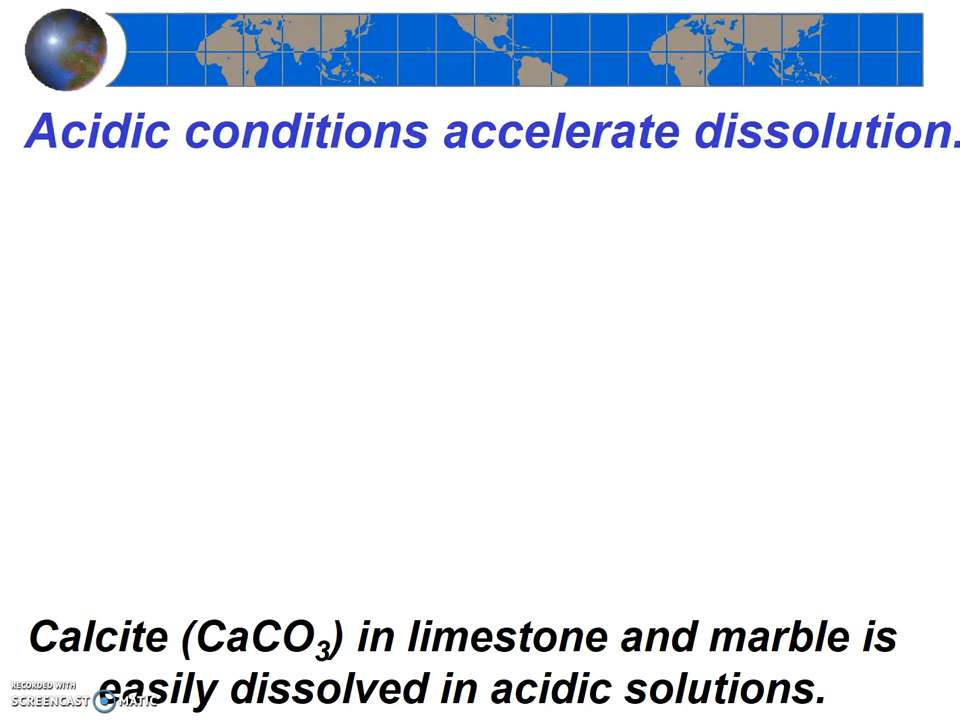 Acidic conditions accelerate dissolution.
Calcite (CaCO₃) in limestone and marble is
easily dissolved in acidic solutions.
RECORDED WITH
SCREENCAST MATIC